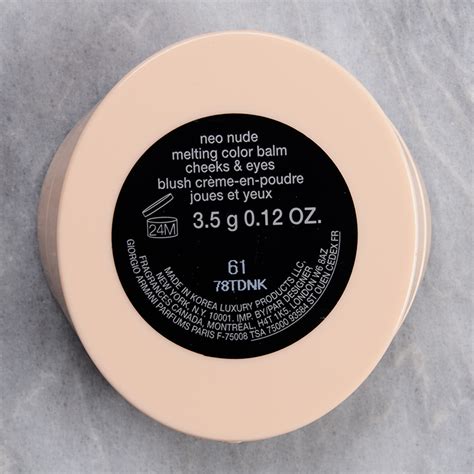 neo nude
melting color balm
cheeks & eyes
blush crème-en-poudre
joues et yeux
24M
3.5 g 0.12 OZ.
61
78TDNK
MADE IN KOREA LUXURY PRODUCTS LLC,
NEW YORK, N.Y. 10001. IMP. BY/PAR DESIGNER
FRAGRANCES CANADA, MONTRÉAL, H4T 1K5. LONDON W6 8AZ
GIORGIO ARMANI PARFUMS PARIS F-75008 TSA 75000 93584 ST OUEN CEDEX FR